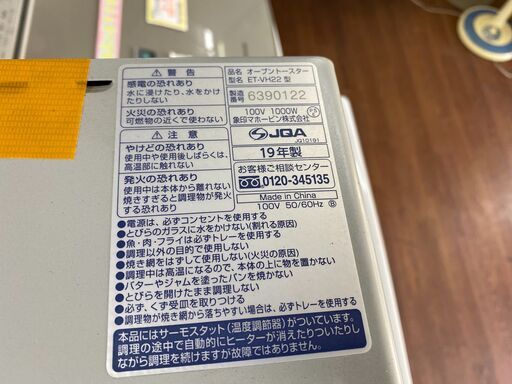 ⚠ 警告
感電の恐れあり
水に浸けたり、水をかけ
たりしない
火災の恐れあり
可燃物の近くで使わない
⚠ 注意
やけどの恐れあり
使用中や使用後しばらくは、
高温部に触れない
発火の恐れあり
使用中は本体から離れない
焼きすぎると調理物が発火
する恐れあり
品名 オーブントースター
型名 ET-VH22 型
製造番号 6390122
100V 1000W
象印マホービン株式会社
JQA
JQ10191
19年製
お客様ご相談センター
0120-345135
Made in China
100V 50/60Hz Ⓑ
●電源は、必ずコンセントを使用する
●とびらのガラスに水をかけない(割れる原因)
●魚・肉・フライは必ずトレーを使用する
●調理以外の目的で使用しない
●焼き網をはずして使用しない(火災の原因)
●調理中は高温になるので、本体の上に物を置かない
●バターやジャムを塗ったパンを焼かない
●とびらを開けたまま調理しない
●必ず、くず受皿を取りつける
●調理物が焼き網から落ちやすい場合は、必ずトレーを使用する
本品にはサーモスタット(温度調節器)がついています。
調理の途中で自動的にヒーターが消えたりついたりし
ながら調理を続けますが故障ではありません。